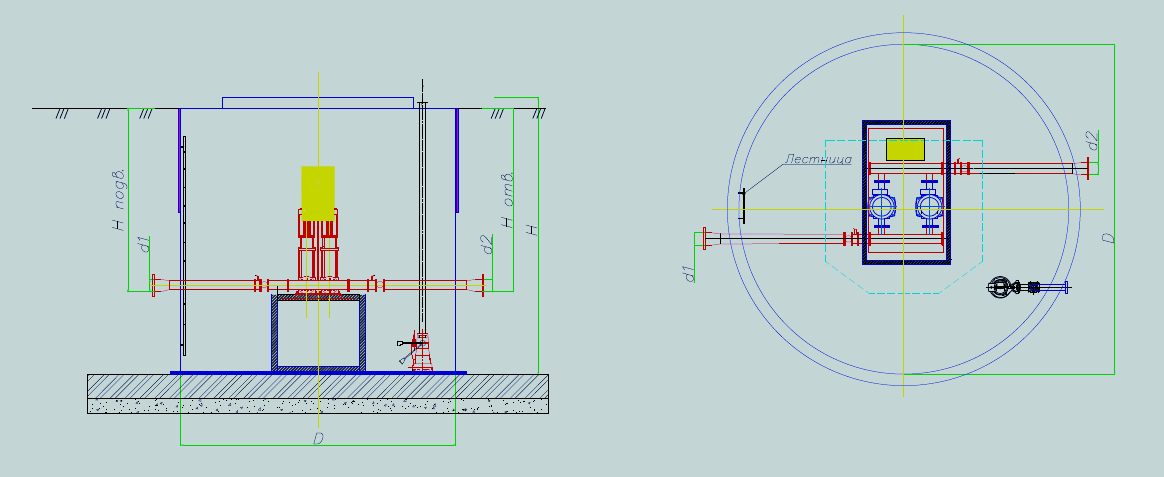 H подв.
d1
H отв.
H
d2
D
Лестница
d2
d1
D